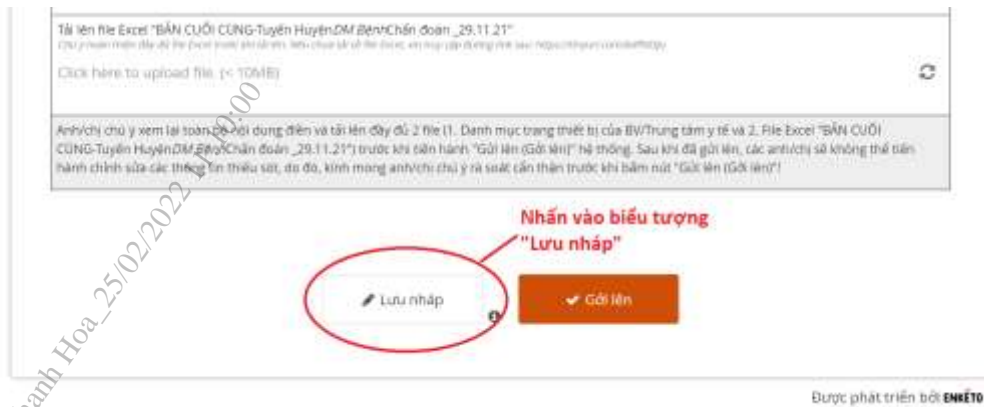 Tải lên file Excel "BẢN CUỐI CÙNG-Tuyến HuyệnDM BệnhChẩn đoán _29.11.21"
Click here to upload file. (< 10MB)
Anh/chị chú ý xem lại toàn bộ nội dung điền và tải lên đầy đủ 2 file (1. Danh mục trang thiết bị của BV/Trung tâm y tế và 2. File Excel "BẢN CUỐI
CÙNG-Tuyến HuyệnDM BệnhChẩn đoán _29.11.21") trước khi tiến hành "Gửi lên (Gởi lên)" hệ thống. Sau khi đã gửi lên, các anh/chị sẽ không thể tiến
hành chỉnh sửa các thông tin thiếu sót, do đó, kính mong anh/chị chú ý rà soát cẩn thận trước khi bấm nút "Gửi lên (Gởi lên)"!
Nhấn vào biểu tượng
"Lưu nháp"
Lưu nháp
Gởi lên
anh Hoa_25/02/2022
Được phát triển bởi ENKETO